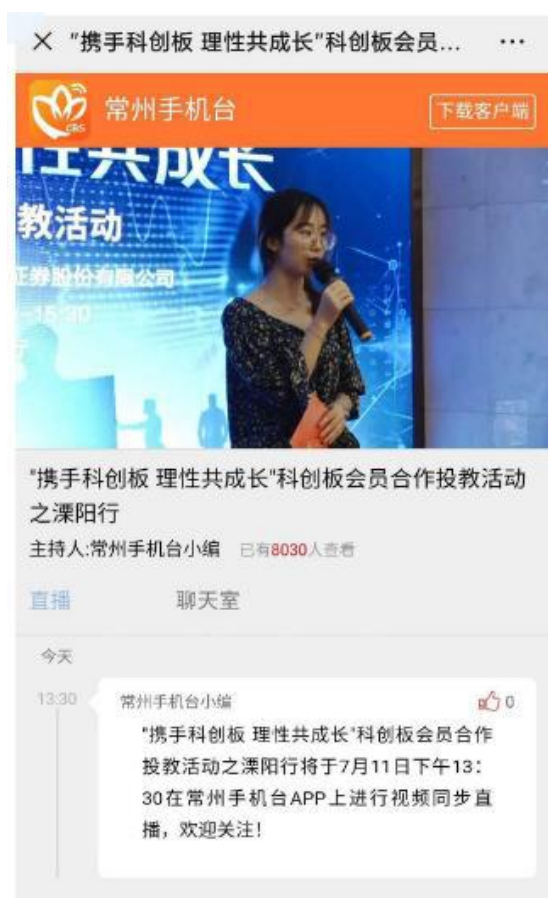 “携手科创板 理性共成长”科创板会员...
常州手机台
下载客户端
CBS
性共成长
教活动
证券股份有限公司
-15:30
"携手科创板 理性共成长"科创板会员合作投教活动
之溧阳行
主持人:常州手机台小编 已有8030人查看
直播 聊天室
今天
13:30
常州手机台小编 0
"携手科创板 理性共成长"科创板会员合作
投教活动之溧阳行将于7月11日下午13:
30在常州手机台APP上进行视频同步直
播，欢迎关注！